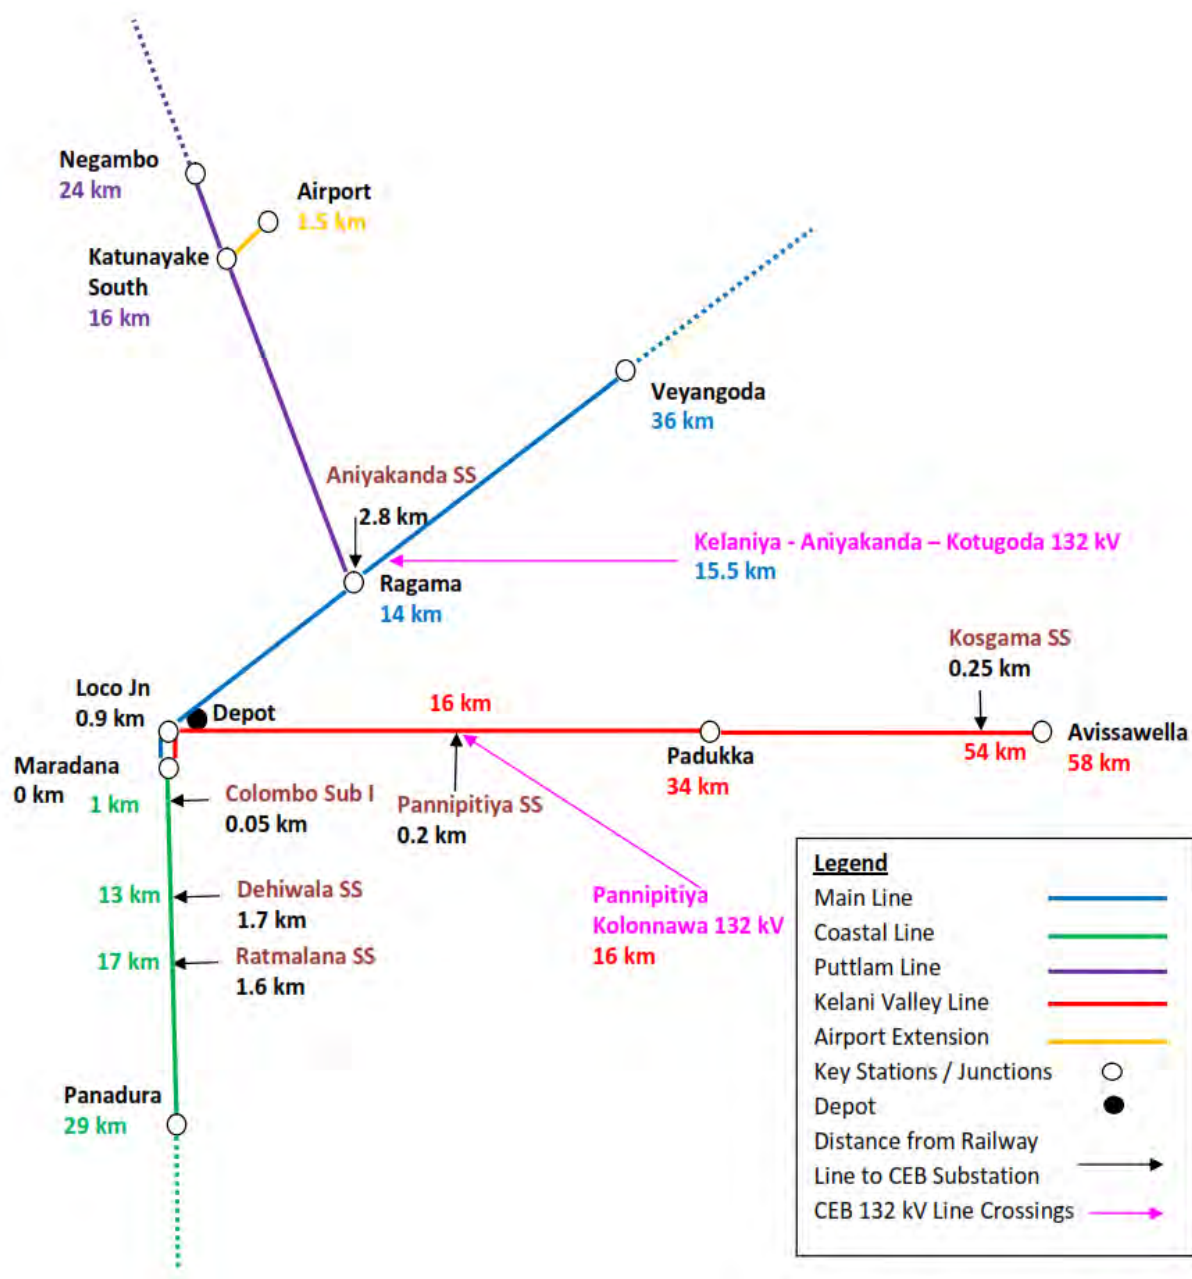 Negambo
24 km
Airport
1.5 km
Katunayake
South
16 km
Veyangoda
36 km
Aniyakanda SS
2.8 km
Kelaniya - Aniyakanda – Kotugoda 132 kV
15.5 km
Ragama
14 km
Kosgama SS
0.25 km
Loco Jn
0.9 km
Depot
16 km
Avissawella
58 km
54 km
Padukka
34 km
Maradana
0 km
1 km
Colombo Sub I
0.05 km
Pannipitiya SS
0.2 km
13 km
Dehiwala SS
1.7 km
Pannipitiya
Kolonnawa 132 kV
16 km
17 km
Ratmalana SS
1.6 km
Panadura
29 km
Legend
Main Line
Coastal Line
Puttlam Line
Kelani Valley Line
Airport Extension
Key Stations / Junctions
Depot
Distance from Railway
Line to CEB Substation
CEB 132 kV Line Crossings